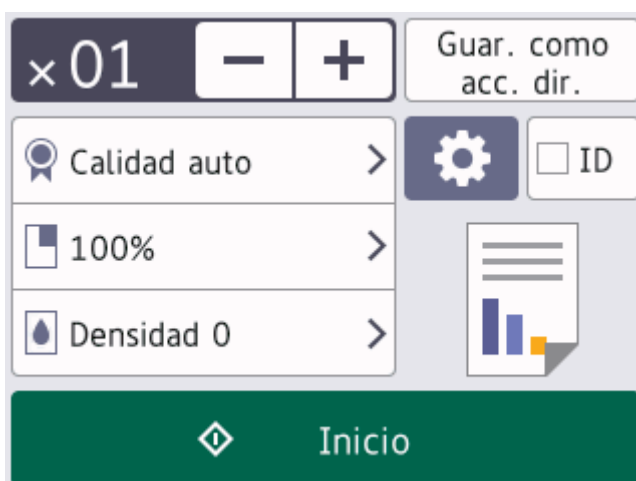 ×01
− +
Guar. como
acc. dir.
Calidad auto
ID
100%
Densidad 0
Inicio